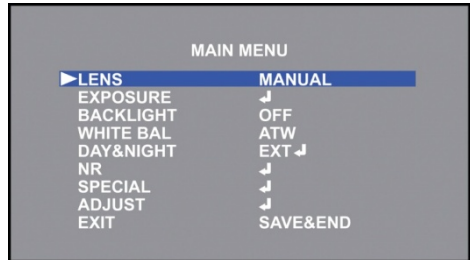 MAIN MENU
▶LENS MANUAL
EXPOSURE ↲
BACKLIGHT OFF
WHITE BAL ATW
DAY&NIGHT EXT↲
NR ↲
SPECIAL ↲
ADJUST ↲
EXIT SAVE&END